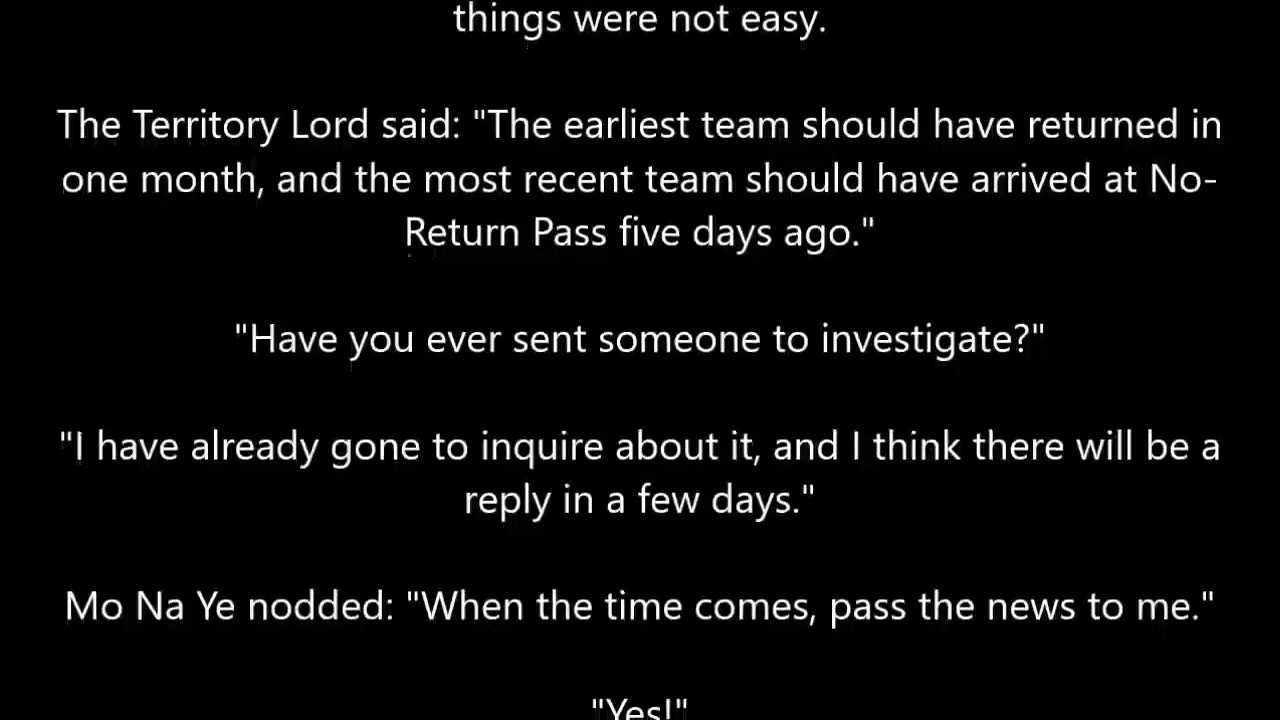 things were not easy.
The Territory Lord said: "The earliest team should have returned in
one month, and the most recent team should have arrived at No-
Return Pass five days ago."
"Have you ever sent someone to investigate?"
"I have already gone to inquire about it, and I think there will be a
reply in a few days."
Mo Na Ye nodded: "When the time comes, pass the news to me."
"Yes!"